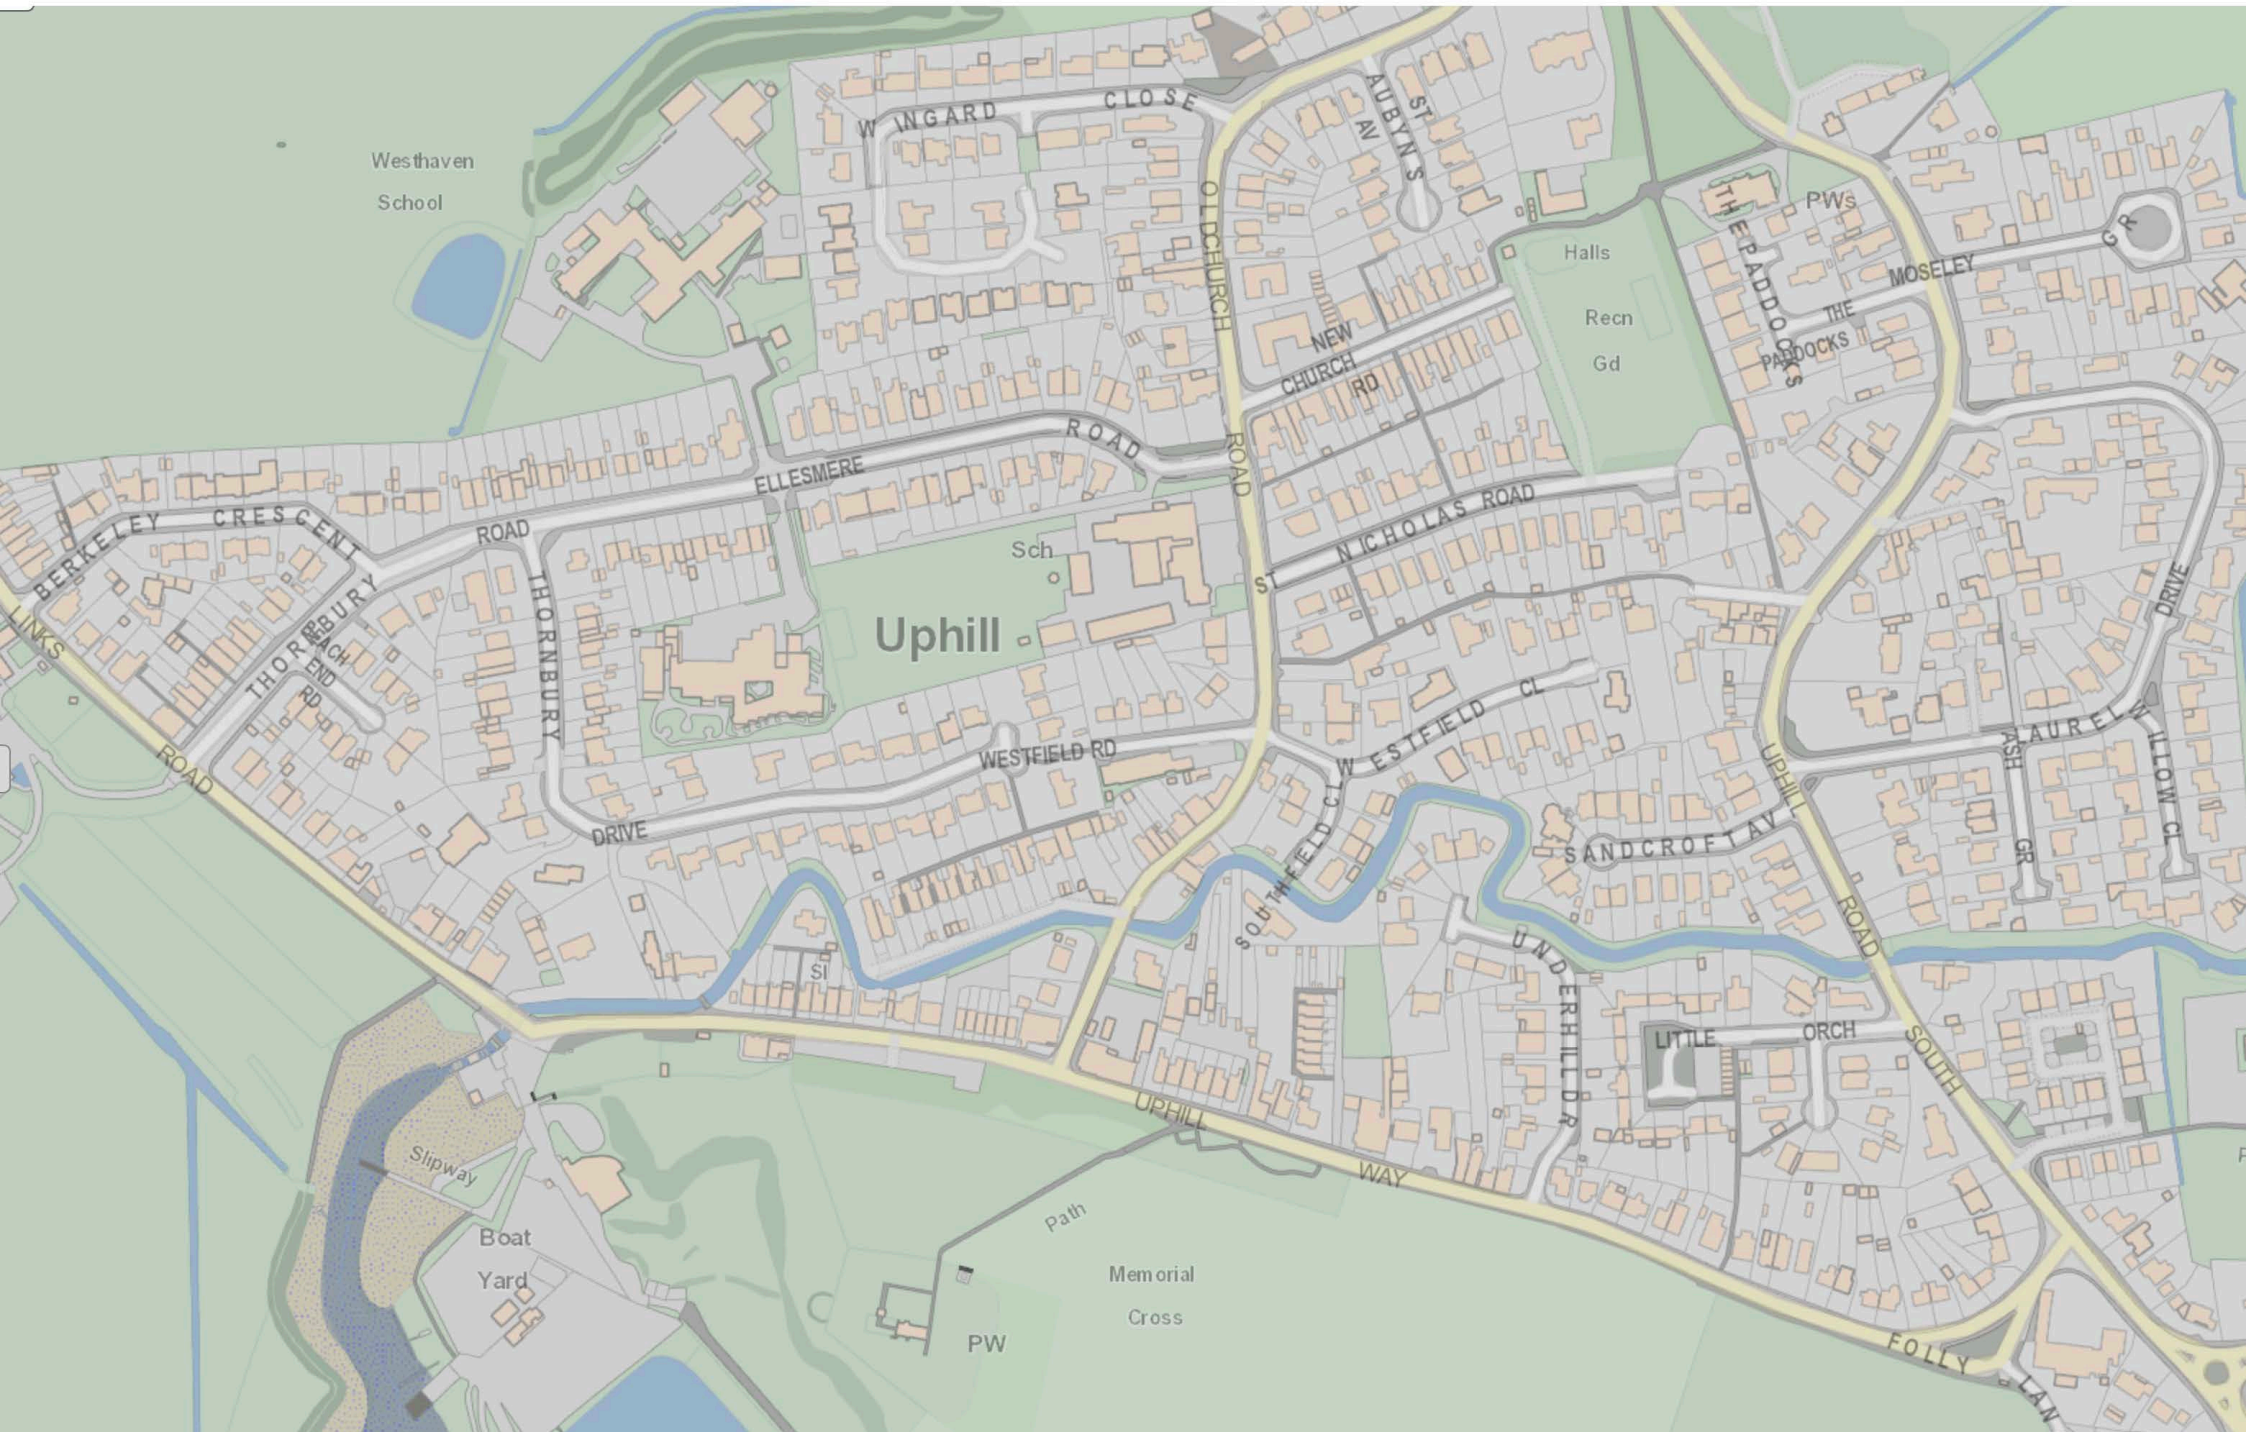 WINGARD CLOSE
ST
AUBYNS
AV
Westhaven
School
OLDCHURCH
ROAD
PWs
THE PADDOCKS
GR
MOSELEY
THE
PADDOCKS
Halls
Recn
Gd
NEW
CHURCH
RD
ROAD
ELLESMERE
BERKELEY CRESCENT
ROAD
THORNBURY
ST NICHOLAS ROAD
Sch
Uphill
LINKS
ROAD
THORNBURY
BEACH
END
RD
DRIVE
WESTFIELD RD
WESTFIELD CL
SOUTHFIELD CL
DRIVE
LAUREL
ASH
GR
WILLOW CL
UPHILL
ROAD
SOUTH
SANDCROFT AV
UNDERHILL DR
Sl
LITTLE
ORCH
UPHILL
WAY
Slipway
Boat
Yard
Path
Memorial
Cross
PW
FOLLY
LAN